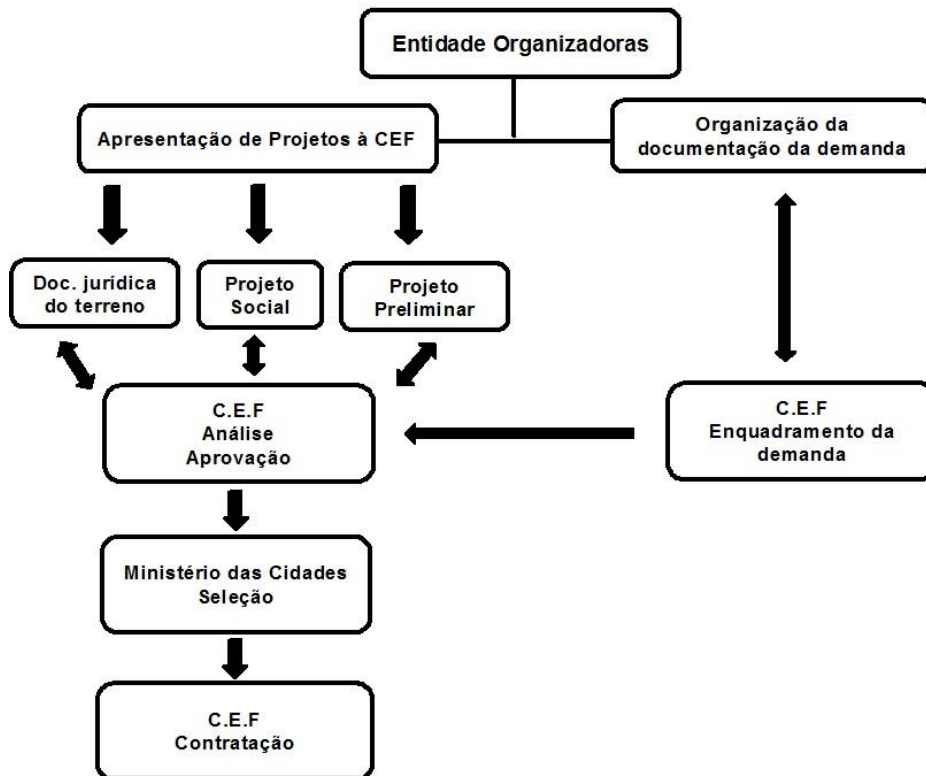 Entidade Organizadoras
Apresentação de Projetos à CEF
Organização da
documentação da demanda
Doc. jurídica
do terreno
Projeto
Social
Projeto
Preliminar
C.E.F
Análise
Aprovação
C.E.F
Enquadramento da
demanda
Ministério das Cidades
Seleção
C.E.F
Contratação